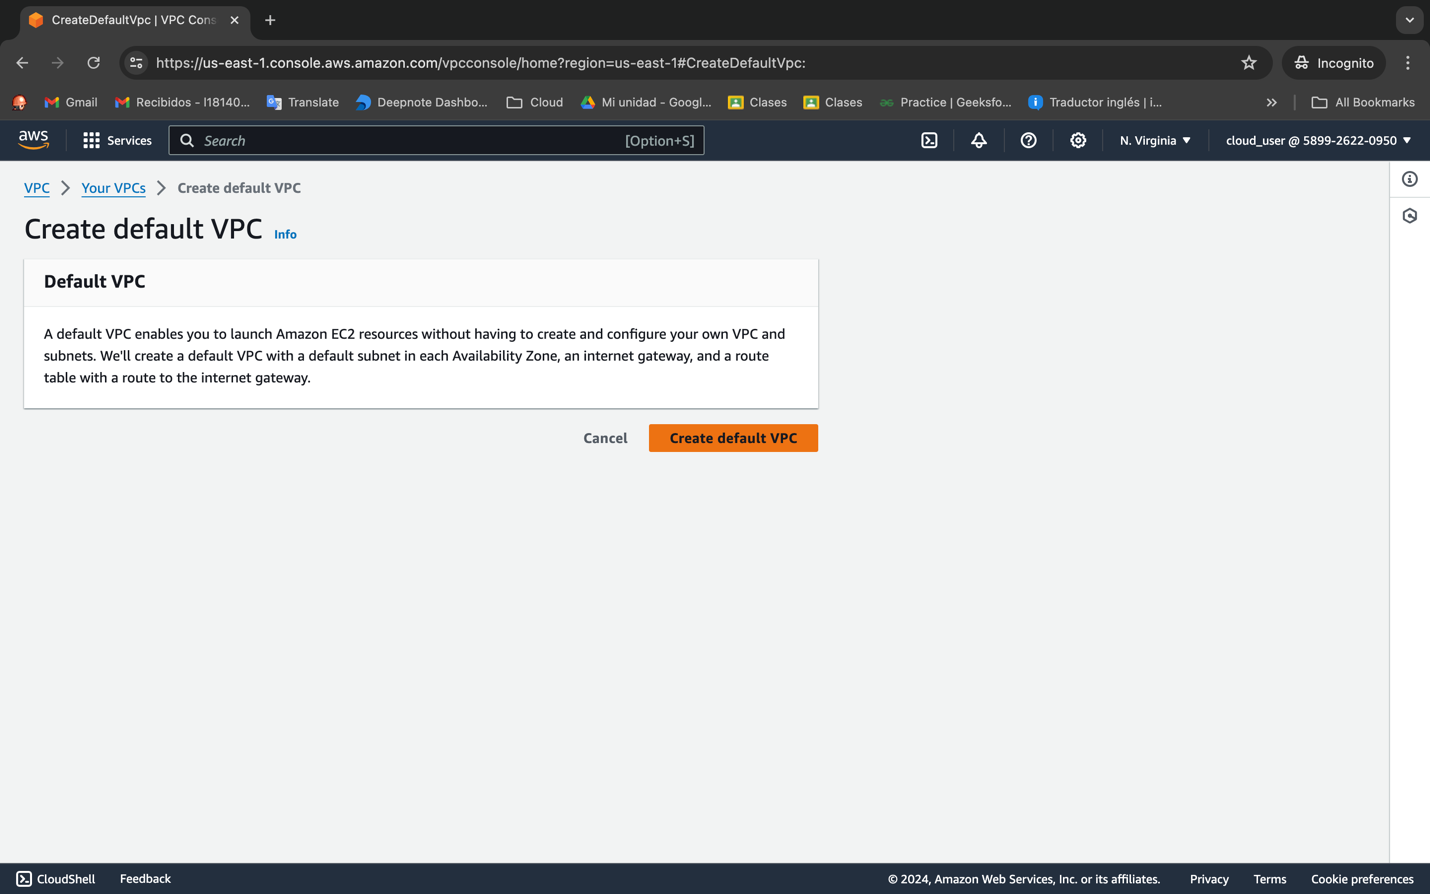 CreateDefaultVpc | VPC Cons
https://us-east-1.console.aws.amazon.com/vpcconsole/home?region=us-east-1#CreateDefaultVpc:
Incognito
Gmail
Recibidos - l18140...
Translate
Deepnote Dashbo...
Cloud
Mi unidad - Googl...
Clases
Clases
Practice | Geeksfo...
Traductor inglés | i...
All Bookmarks
aws
Services
Search
[Option+S]
N. Virginia
cloud_user @ 5899-2622-0950
VPC
Your VPCs
Create default VPC
Create default VPC Info
Default VPC
A default VPC enables you to launch Amazon EC2 resources without having to create and configure your own VPC and
subnets. We'll create a default VPC with a default subnet in each Availability Zone, an internet gateway, and a route
table with a route to the internet gateway.
Cancel
Create default VPC
CloudShell
Feedback
© 2024, Amazon Web Services, Inc. or its affiliates.
Privacy
Terms
Cookie preferences